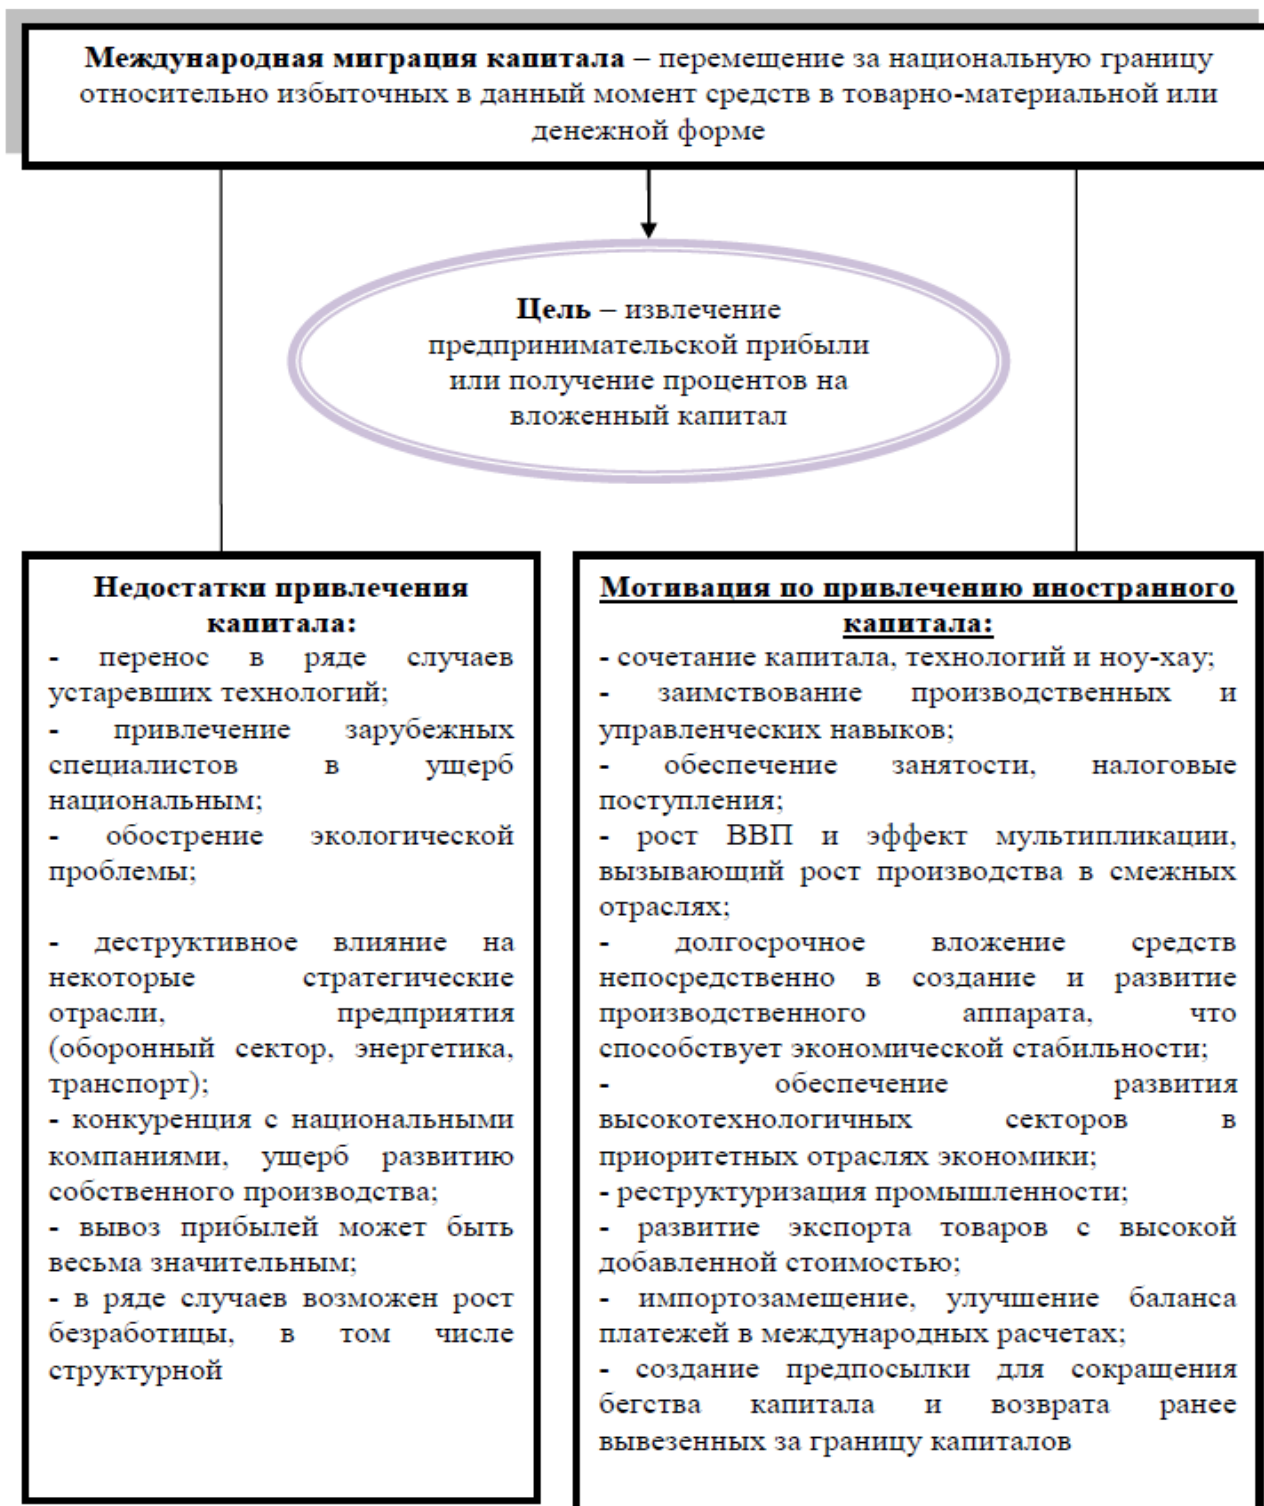 Международная миграция капитала – перемещение за национальную границу
относительно избыточных в данный момент средств в товарно-материальной или
денежной форме
Цель – извлечение
предпринимательской прибыли
или получение процентов на
вложенный капитал
Недостатки привлечения
капитала:
- перенос в ряде случаев
устаревших технологий;
- привлечение зарубежных
специалистов в ущерб
национальным;
- обострение экологической
проблемы;
- деструктивное влияние на
некоторые стратегические
отрасли, предприятия
(оборонный сектор, энергетика,
транспорт);
- конкуренция с национальными
компаниями, ущерб развитию
собственного производства;
- вывоз прибылей может быть
весьма значительным;
- в ряде случаев возможен рост
безработицы, в том числе
структурной
Мотивация по привлечению иностранного
капитала:
- сочетание капитала, технологий и ноу-хау;
- заимствование производственных и
управленческих навыков;
- обеспечение занятости, налоговые
поступления;
- рост ВВП и эффект мультипликации,
вызывающий рост производства в смежных
отраслях;
- долгосрочное вложение средств
непосредственно в создание и развитие
производственного аппарата, что
способствует экономической стабильности;
- обеспечение развития
высокотехнологичных секторов в
приоритетных отраслях экономики;
- реструктуризация промышленности;
- развитие экспорта товаров с высокой
добавленной стоимостью;
- импортозамещение, улучшение баланса
платежей в международных расчетах;
- создание предпосылки для сокращения
бегства капитала и возврата ранее
вывезенных за границу капиталов